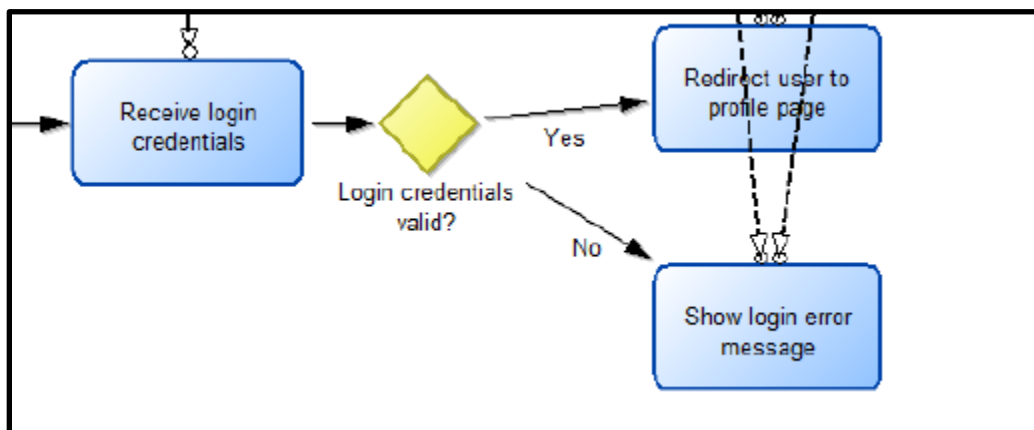 Receive login
credentials
Login credentials
valid?
Yes
No
Redirect user to
profile page
Show login error
message